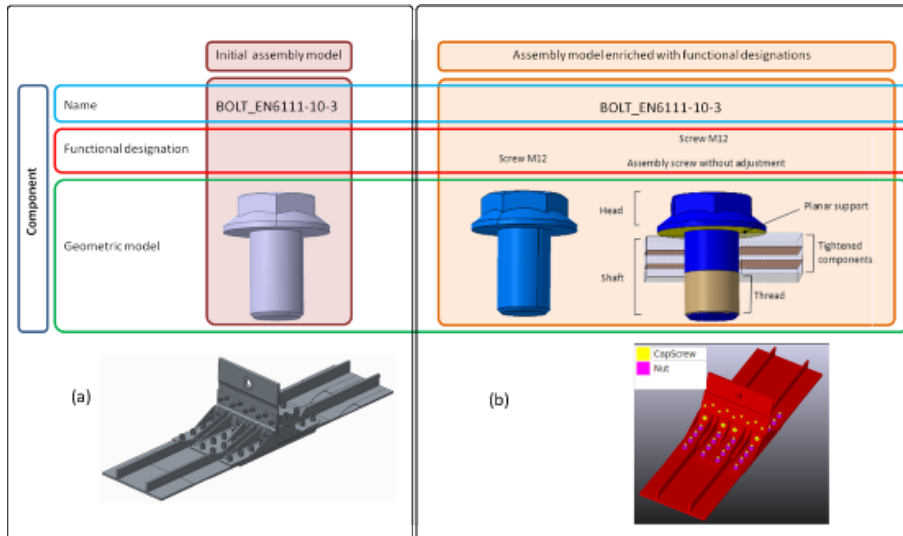 Initial assembly model
Assembly model enriched with functional designations
Component
Name
BOLT_EN6111-10-3
BOLT_EN6111-10-3
Functional designation
Screw M12
Screw M12
Assembly screw without adjustment
Geometric model
Head
Shaft
Planar support
Tightened
components
Thread
(a)
(b)
CapScrew
Nut